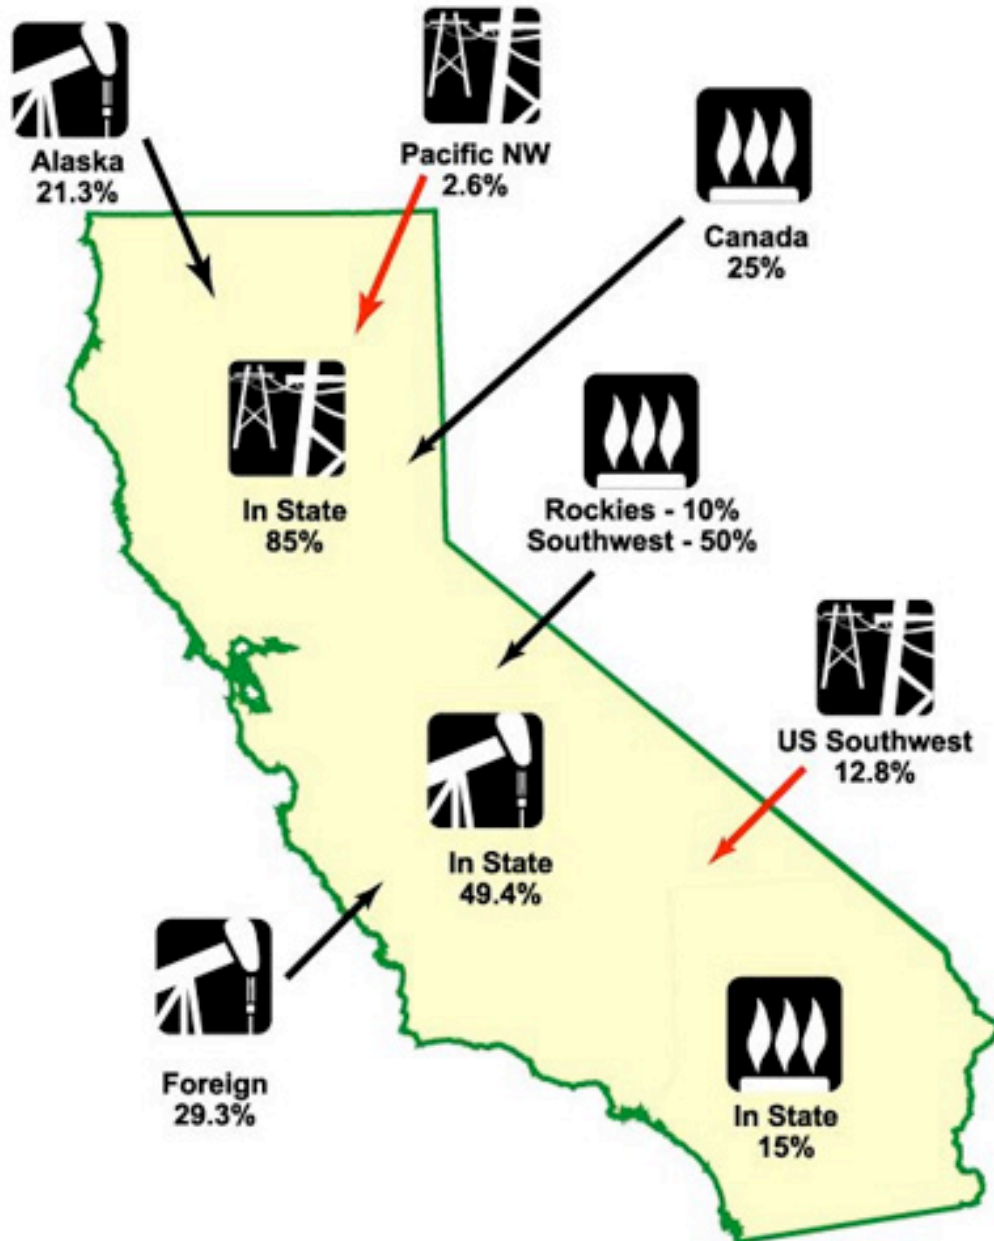 Alaska
21.3%
Pacific NW
2.6%
Canada
25%
In State
85%
Rockies - 10%
Southwest - 50%
US Southwest
12.8%
In State
49.4%
Foreign
29.3%
In State
15%